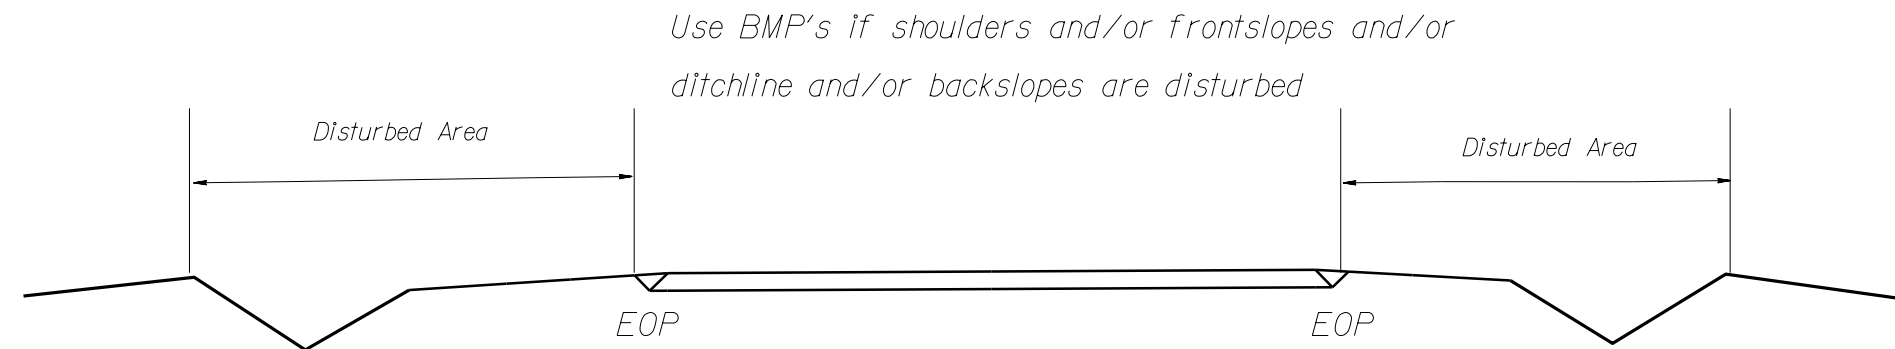 Use BMP's if shoulders and/or frontslopes and/or
ditchline and/or backslopes are disturbed
Disturbed Area
Disturbed Area
EOP
EOP